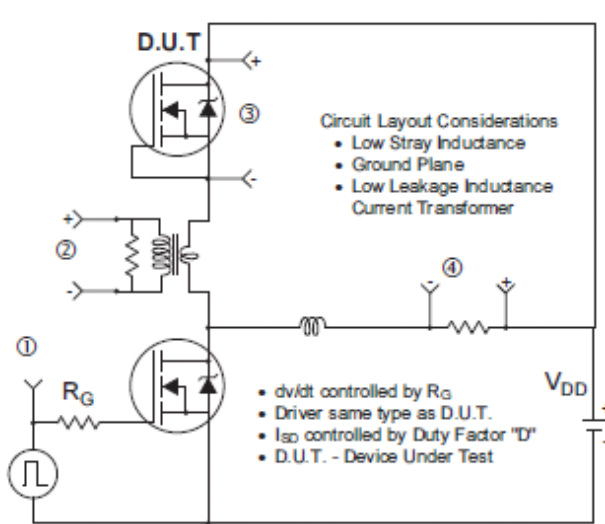 D.U.T
+
③
-
Circuit Layout Considerations
• Low Stray Inductance
• Ground Plane
• Low Leakage Inductance
Current Transformer
+
②
-
④
- +
①
RG
VDD
+
-
• dv/dt controlled by RG
• Driver same type as D.U.T.
• ISD controlled by Duty Factor "D"
• D.U.T. - Device Under Test